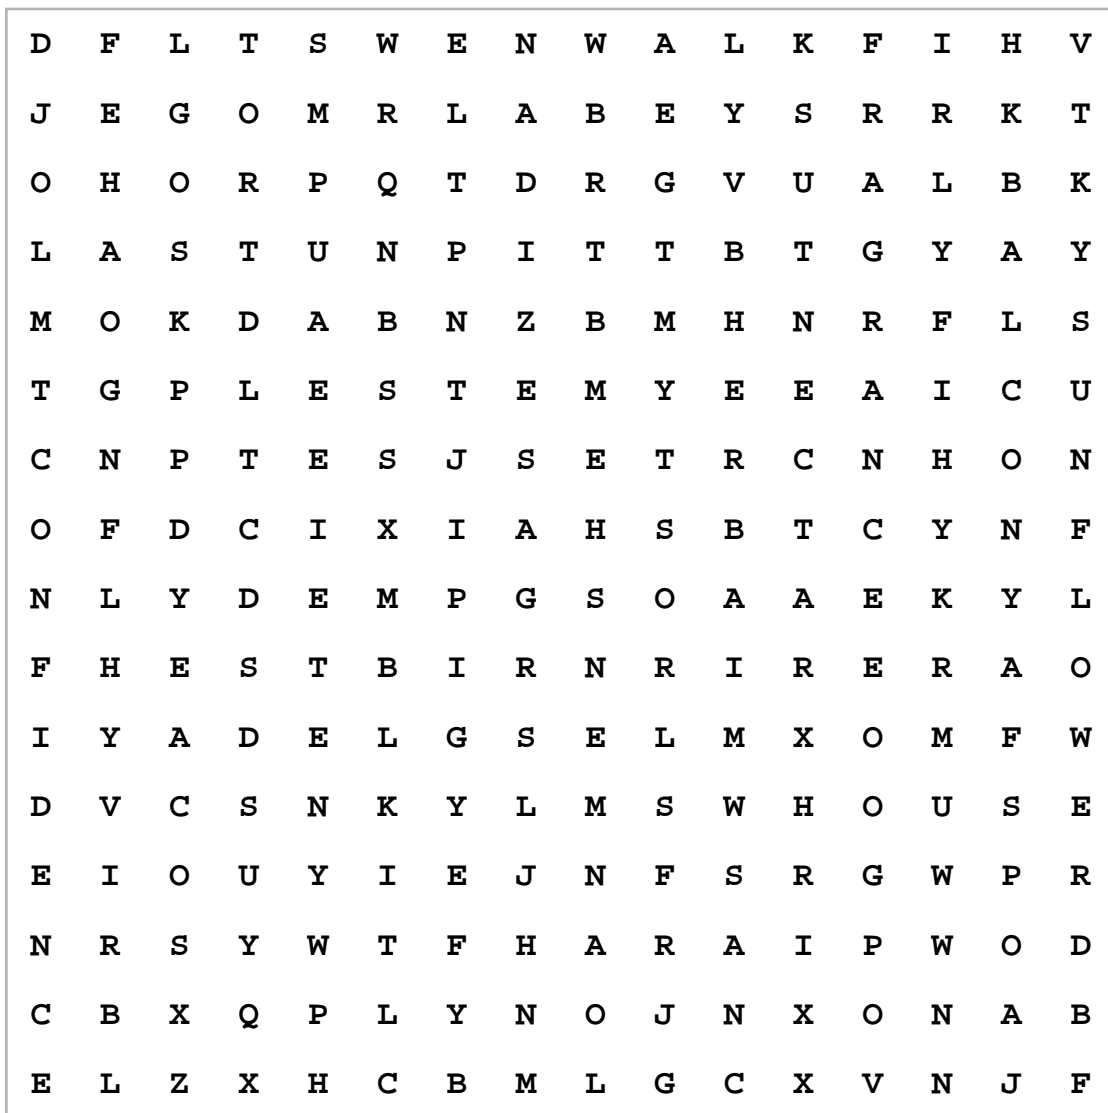 D F L T S W E N W A L K F I H V
J E G O M R L A B E Y S R R K T
O H O R P Q T D R G V U A L B K
L A S T U N P I T T B T G Y A Y
M O K D A B N Z B M H N R F L S
T G P L E S T E M Y E E A I C U
C N P T E S J S E T R C N H O N
O F D C I X I A H S B T C Y N F
N L Y D E M P G S O A A E K Y L
F H E S T B I R N R I R E R A O
I Y A D E L G S E L M X O M F W
D V C S N K Y L M S W H O U S E
E I O U Y I E J N F S R G W P R
N R S Y W T F H A R A I P W O D
C B X Q P L Y N O J N X O N A B
E L Z X H C B M L G C X V N J F